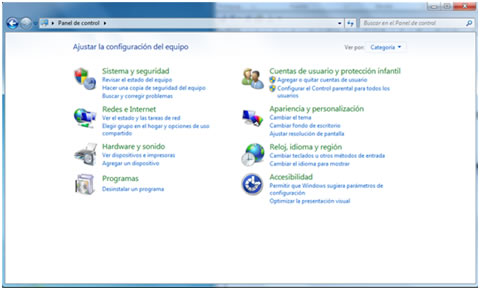 Panel de control
Buscar en el Panel de control
Ajustar la configuración del equipo
Ver por: Categoría
Sistema y seguridad
Revisar el estado del equipo
Hacer una copia de seguridad del equipo
Buscar y corregir problemas
Redes e Internet
Ver el estado y las tareas de red
Elegir grupo en el hogar y opciones de uso
compartido
Hardware y sonido
Ver dispositivos e impresoras
Agregar un dispositivo
Programas
Desinstalar un programa
Cuentas de usuario y protección infantil
Agregar o quitar cuentas de usuario
Configurar el Control parental para todos los
usuarios
Apariencia y personalización
Cambiar el tema
Cambiar fondo de escritorio
Ajustar resolución de pantalla
Reloj, idioma y región
Cambiar teclados u otros métodos de entrada
Cambiar el idioma para mostrar
Accesibilidad
Permitir que Windows sugiera parámetros de
configuración
Optimizar la presentación visual